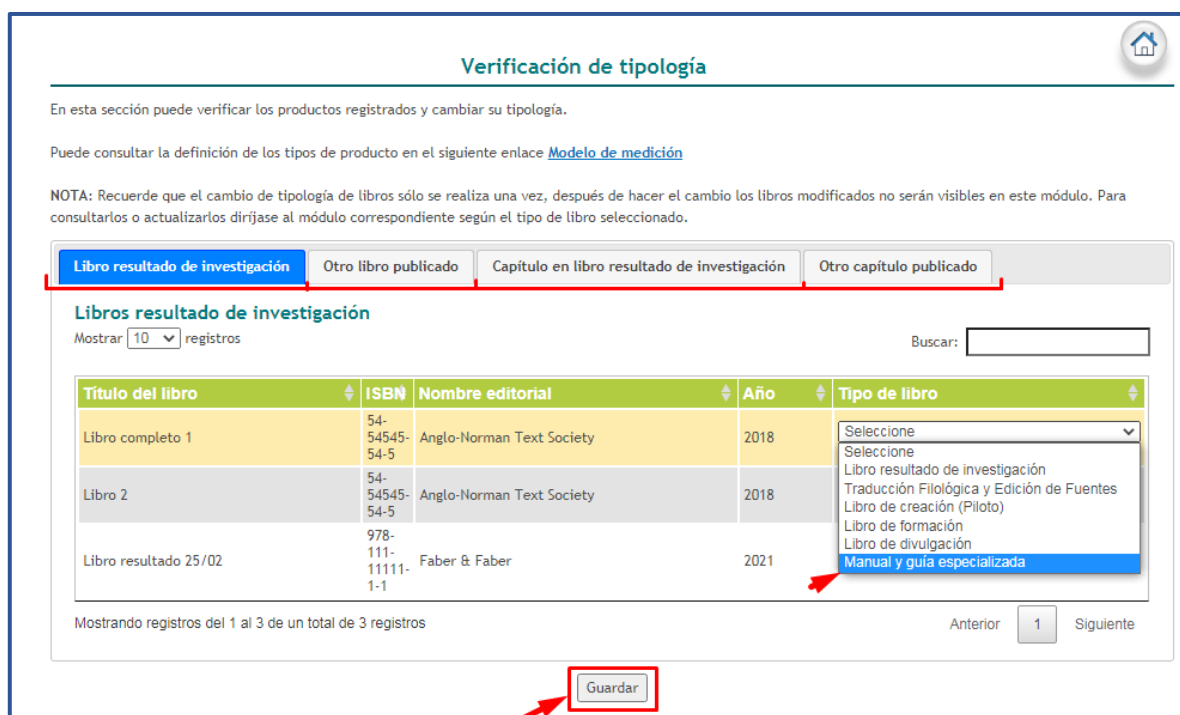 Verificación de tipología
En esta sección puede verificar los productos registrados y cambiar su tipología.
Puede consultar la definición de los tipos de producto en el siguiente enlace Modelo de medición
NOTA: Recuerde que el cambio de tipología de libros sólo se realiza una vez, después de hacer el cambio los libros modificados no serán visibles en este módulo. Para
consultarlos o actualizarlos diríjase al módulo correspondiente según el tipo de libro seleccionado.
Libro resultado de investigación Otro libro publicado Capítulo en libro resultado de investigación Otro capítulo publicado
Libros resultado de investigación
Mostrar 10 registros
Buscar:
Título del libro ISBN Nombre editorial Año Tipo de libro
Libro completo 1 54-
54545-
54-5 Anglo-Norman Text Society 2018 Seleccione
Seleccione
Libro resultado de investigación
Traducción Filológica y Edición de Fuentes
Libro de creación (Piloto)
Libro de formación
Libro de divulgación
Manual y guía especializada
Libro 2 54-
54545-
54-5 Anglo-Norman Text Society 2018
Libro resultado 25/02 978-
111-
11111-
1-1 Faber & Faber 2021
Mostrando registros del 1 al 3 de un total de 3 registros
Anterior 1 Siguiente
Guardar